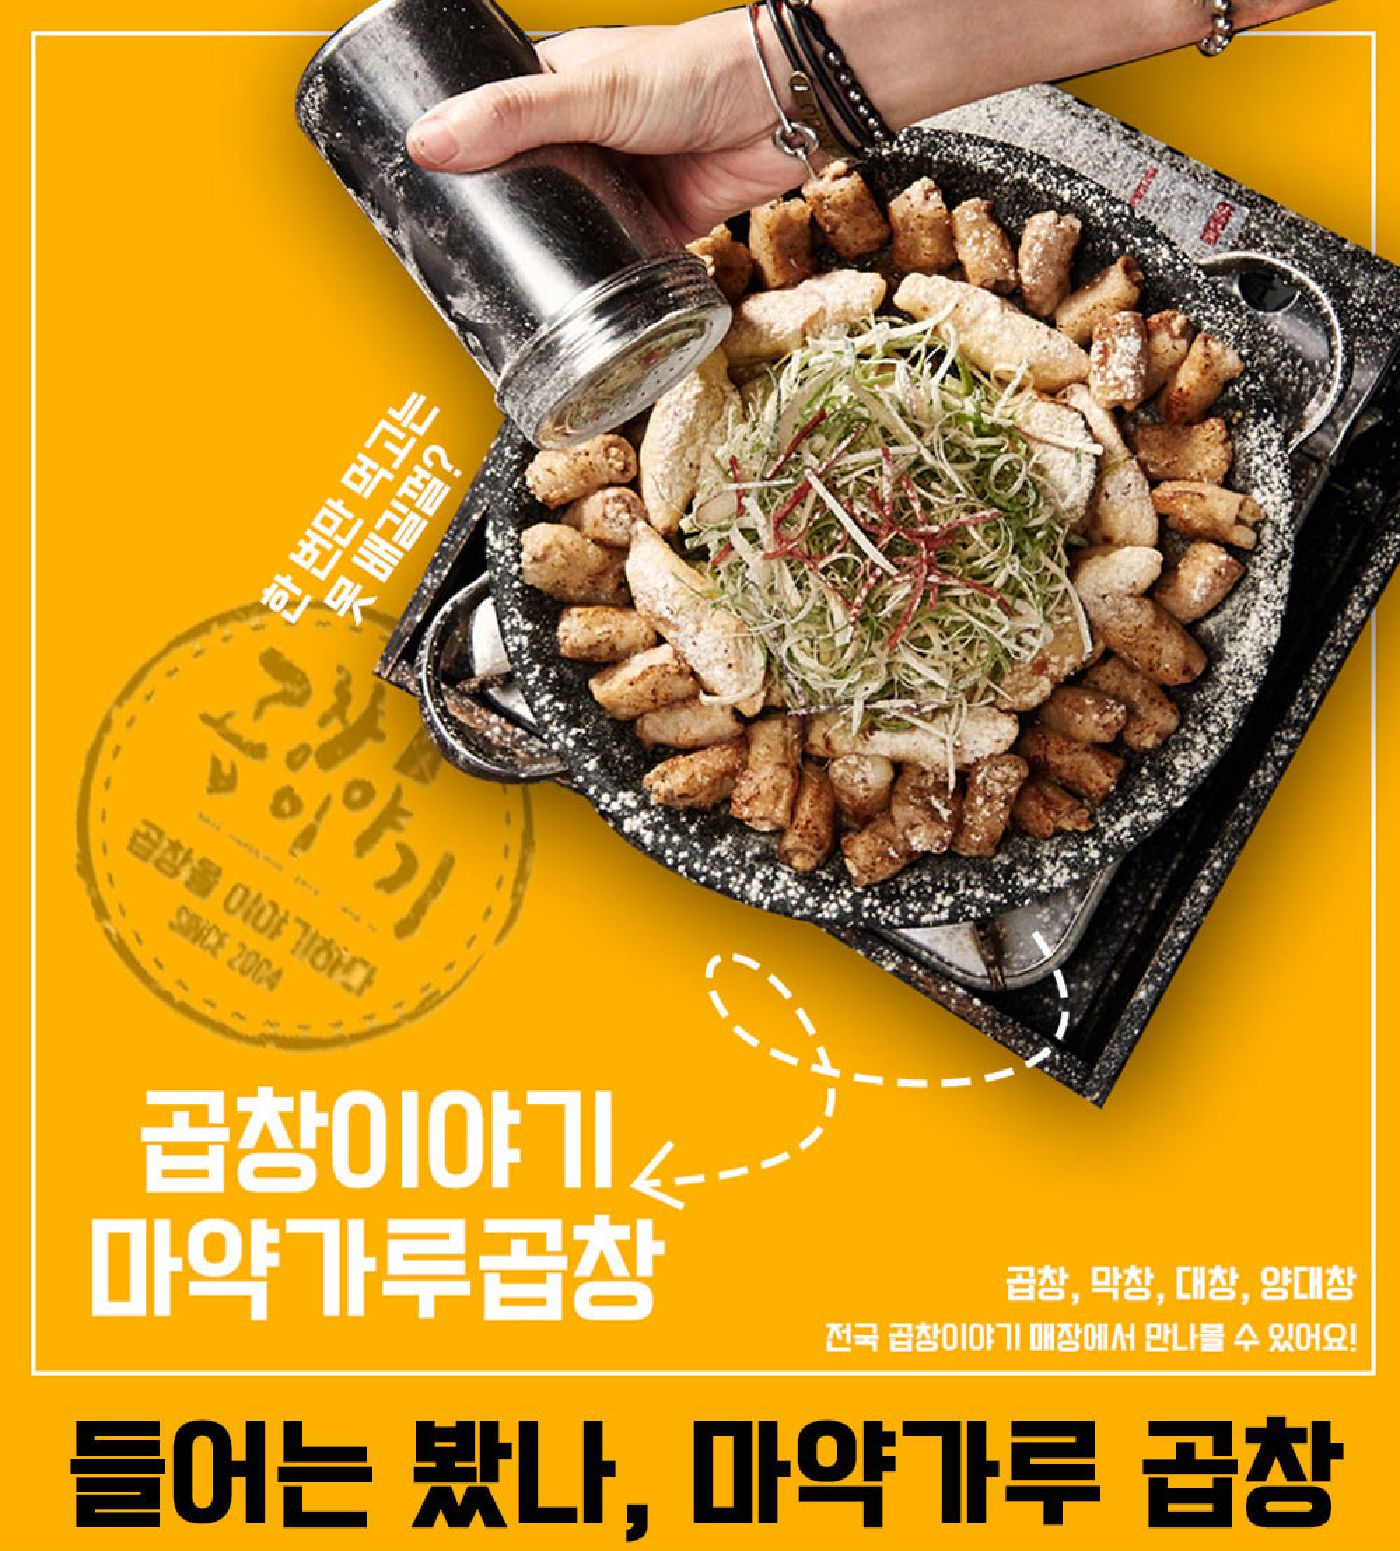 한 번만 먹고는
못 배길걸?
곱창
이야기
곱창을 이야기하다
SINCE 2004
곱창이야기
마약가루곱창
곱창, 막창, 대창, 양대창
전국 곱창이야기 매장에서 만나볼 수 있어요!
들어는 봤나, 마약가루 곱창